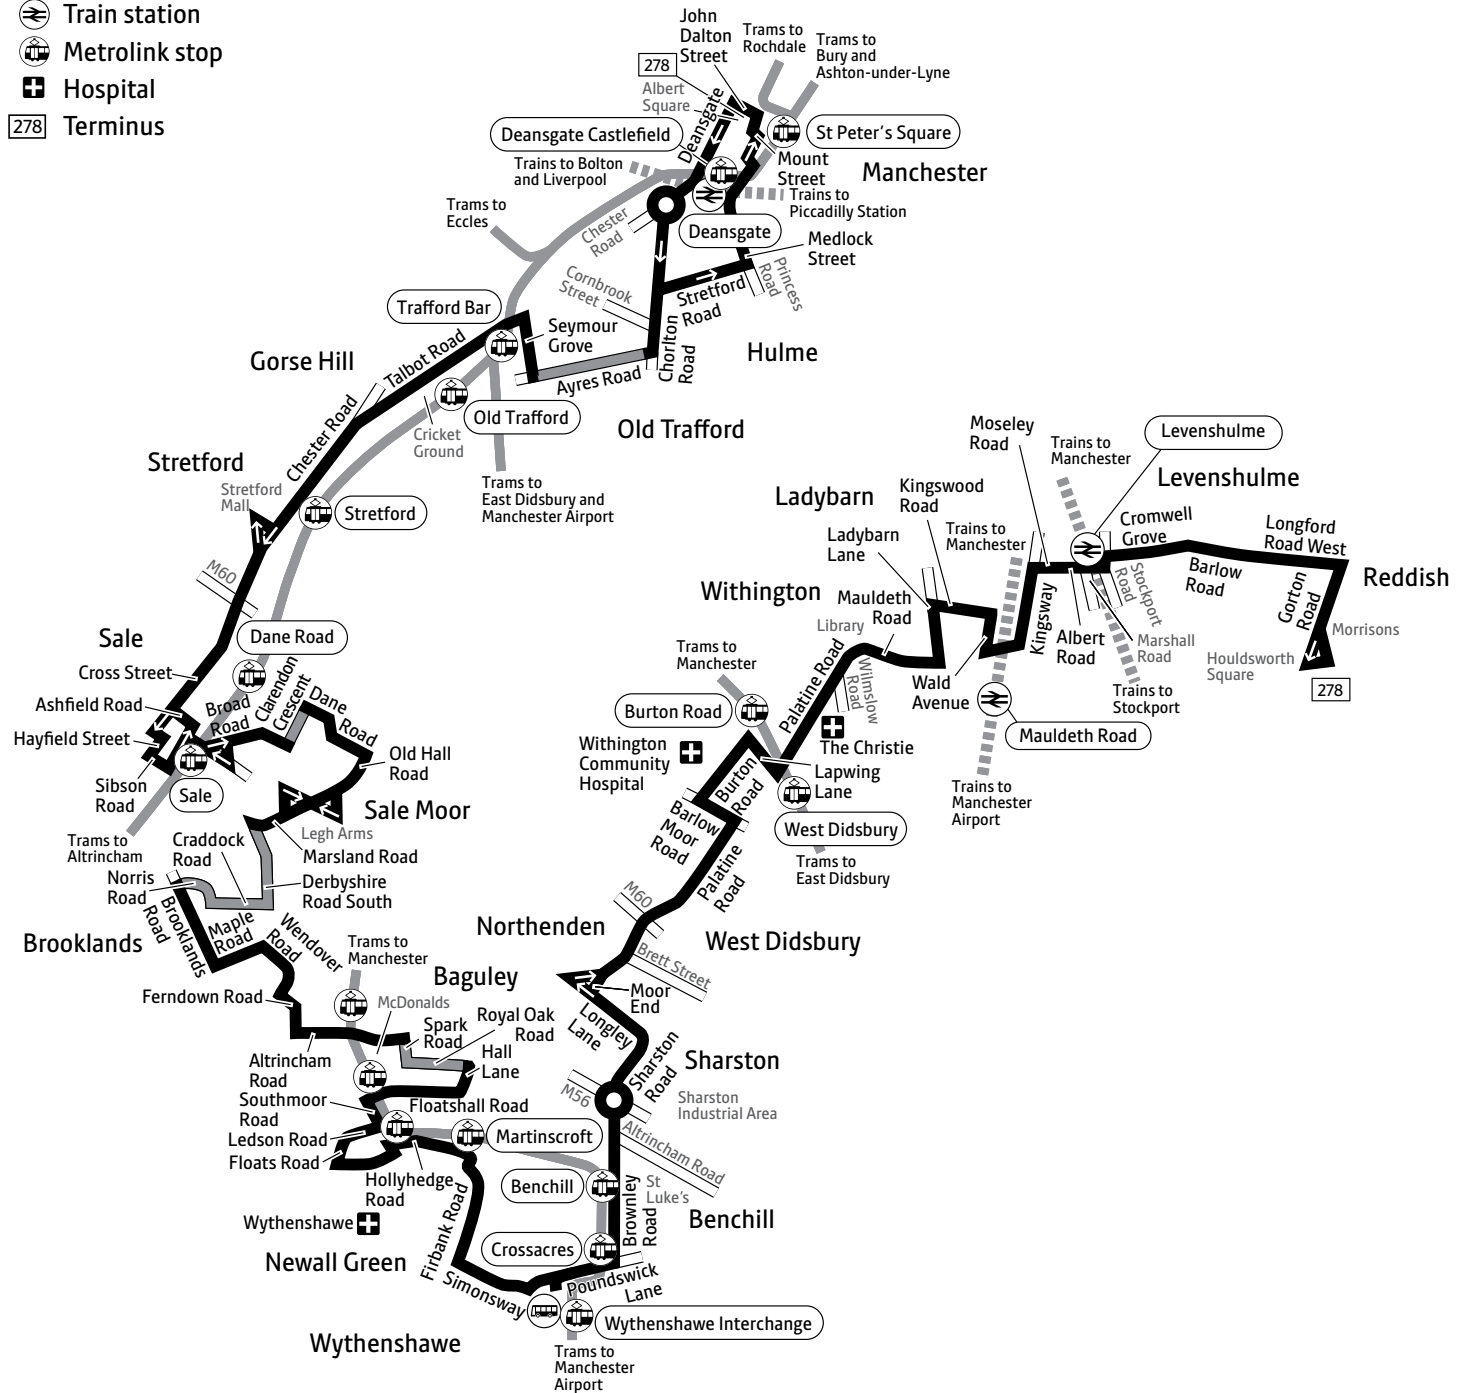 Train station
Metrolink stop
Hospital
278 Terminus
John
Dalton
Street
Trams to
Rochdale
Trams to
Bury and
Ashton-under-Lyne
278
Albert
Square
Deansgate
Deansgate Castlefield
St Peter's Square
Trains to Bolton
and Liverpool
Mount
Street
Manchester
Trains to
Piccadilly Station
Trams to
Eccles
Chester
Road
Deansgate
Medlock
Street
Princess
Road
Cornbrook
Street
Stretford
Road
Trafford Bar
Seymour
Grove
Chorlton
Road
Hulme
Gorse Hill
Talbot Road
Ayres Road
Old Trafford
Old Trafford
Cricket
Ground
Chester Road
Stretford
Stretford
Mall
Stretford
Trams to
East Didsbury and
Manchester Airport
Moseley
Road
Trains to
Manchester
Levenshulme
Levenshulme
Ladybarn
Kingswood
Road
Ladybarn
Lane
Trains to
Manchester
Cromwell
Grove
Longford
Road West
Barlow
Road
Reddish
Gorton
Road
Morrisons
Houldsworth
Square
278
Stockport
Road
Marshall
Road
Albert
Road
Kingsway
Trains to
Stockport
Withington
Mauldeth
Road
Library
Wald
Avenue
Mauldeth Road
Trains to
Manchester
Airport
M60
Sale
Dane Road
Cross Street
Ashfield Road
Hayfield Street
Broad
Road
Clarendon
Crescent
Dane
Road
Old Hall
Road
Sibson
Road
Sale
Sale Moor
Trams to
Altrincham
Legh Arms
Craddock
Road
Marsland Road
Norris
Road
Derbyshire
Road South
Brooklands
Brooklands
Road
Maple
Road
Wendover
Road
Trams to
Manchester
Burton Road
Palatine Road
Wilmslow
Road
The Christie
Withington
Community
Hospital
Lapwing
Lane
Burton
Road
Barlow
Moor
Road
West Didsbury
Trams to
East Didsbury
Palatine
Road
M60
Northenden
West Didsbury
Brett Street
Trams to
Manchester
Baguley
McDonalds
Ferndown Road
Spark
Road
Royal Oak
Road
Hall
Lane
Moor
End
Longley
Lane
Sharston
Road
Sharston
Altrincham
Road
Southmoor
Road
Floatshall Road
M56
Sharston
Industrial Area
Ledson Road
Martinscroft
Altrincham Road
Floats Road
Hollyhedge
Road
Benchill
St
Luke's
Wythenshawe
Brownley
Road
Benchill
Newall Green
Firbank Road
Crossacres
Simonsway
Poundswick
Lane
Wythenshawe Interchange
Wythenshawe
Trams to
Manchester
Airport